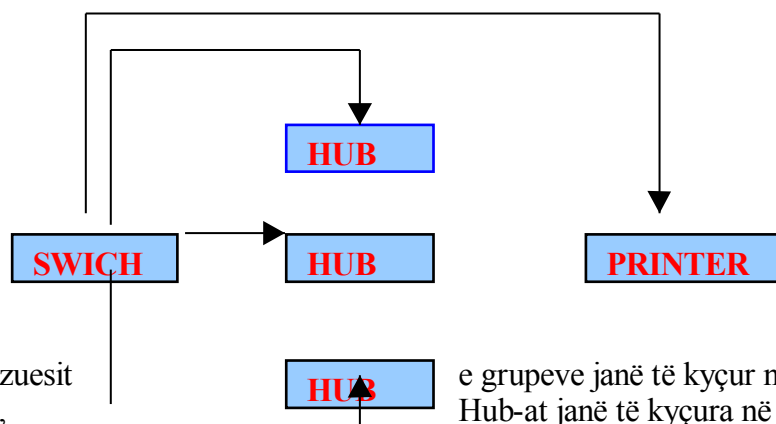 HUB
SWICH HUB PRINTER
HUB
zuesit e grupeve janë të kyçur
Hub-at janë të kyçura në